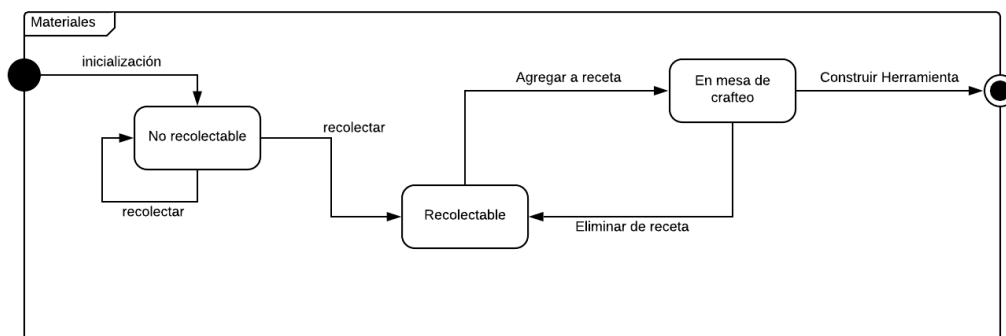 Materiales
inicialización
No recolectable
recolectar
recolectar
Recolectable
Agregar a receta
En mesa de
crafteo
Eliminar de receta
Construir Herramienta